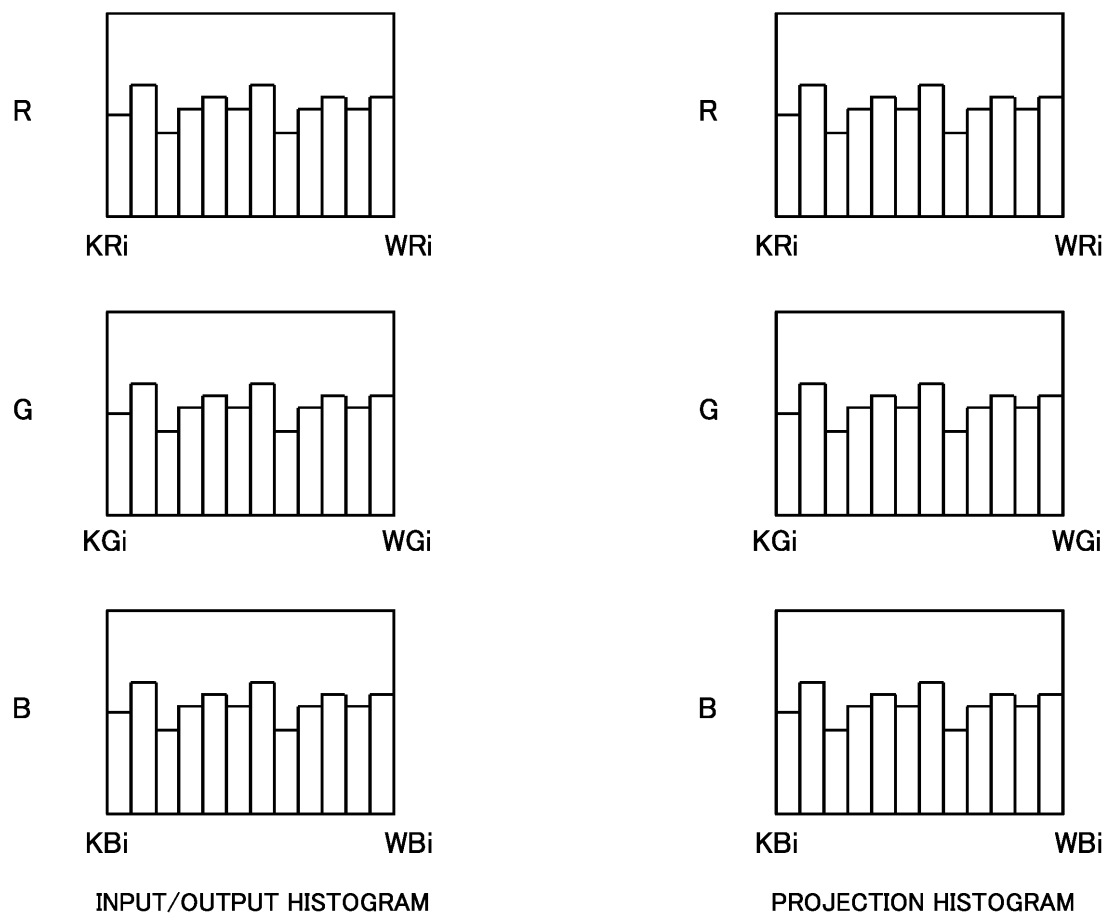 R
R
KRi WRi
KRi WRi
G
G
KGi WGi
KGi WGi
B
B
KBi WBi
KBi WBi
INPUT/OUTPUT HISTOGRAM
PROJECTION HISTOGRAM